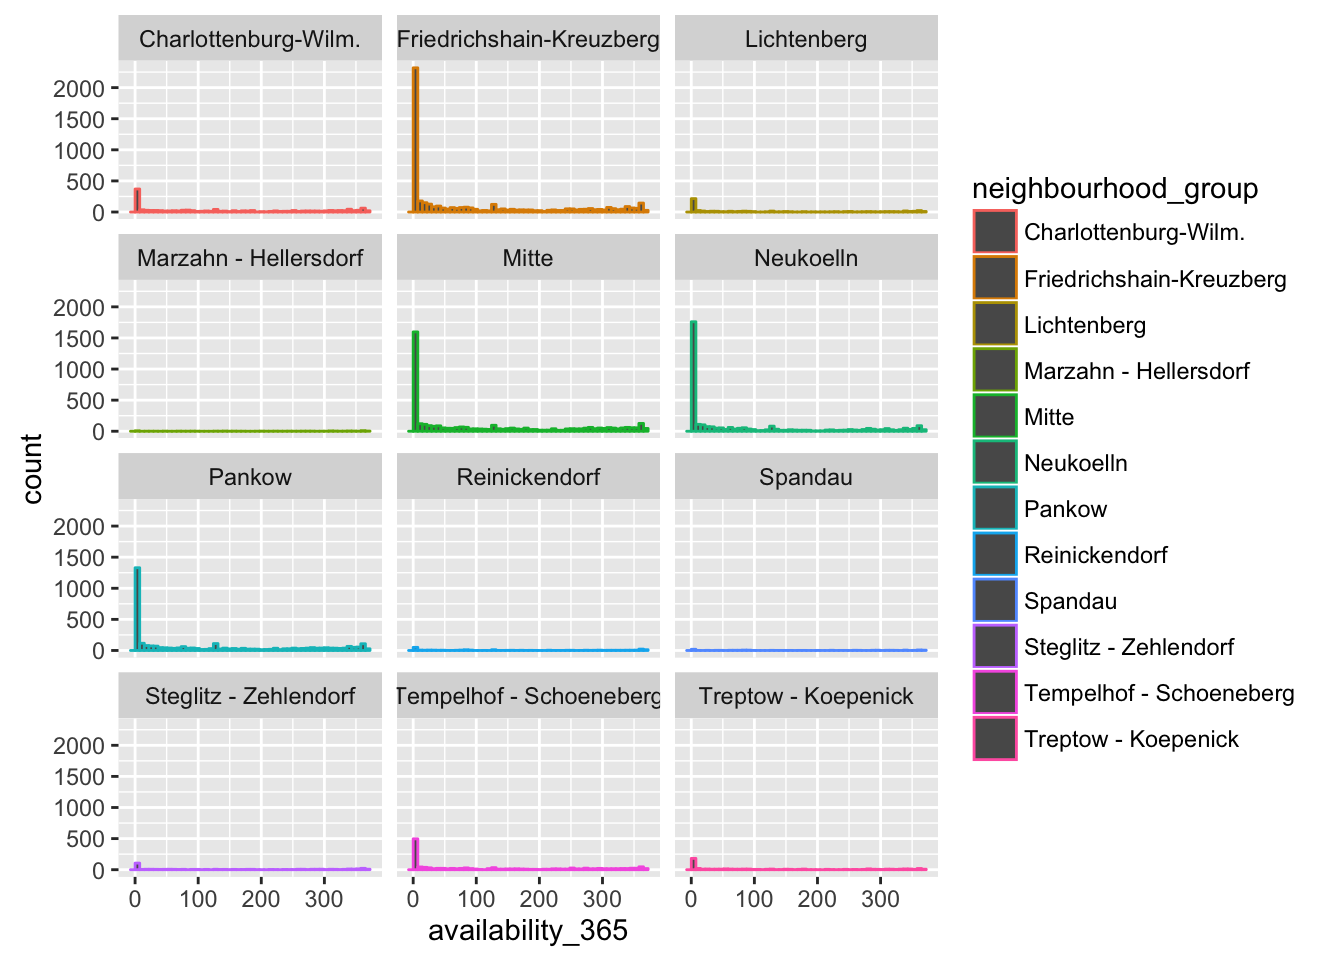 Charlottenburg-Wilm. Friedrichshain-Kreuzberg Lichtenberg
2000
1500
1000
500
0
Marzahn - Hellersdorf Mitte Neukoelln
2000
1500
1000
500
0
Pankow Reinickendorf Spandau
2000
1500
1000
500
0
Steglitz - Zehlendorf Tempelhof - Schoeneberg Treptow - Koepenick
2000
1500
1000
500
0
0 100 200 300 0 100 200 300 0 100 200 300
availability_365
count
neighbourhood_group
Charlottenburg-Wilm.
Friedrichshain-Kreuzberg
Lichtenberg
Marzahn - Hellersdorf
Mitte
Neukoelln
Pankow
Reinickendorf
Spandau
Steglitz - Zehlendorf
Tempelhof - Schoeneberg
Treptow - Koepenick